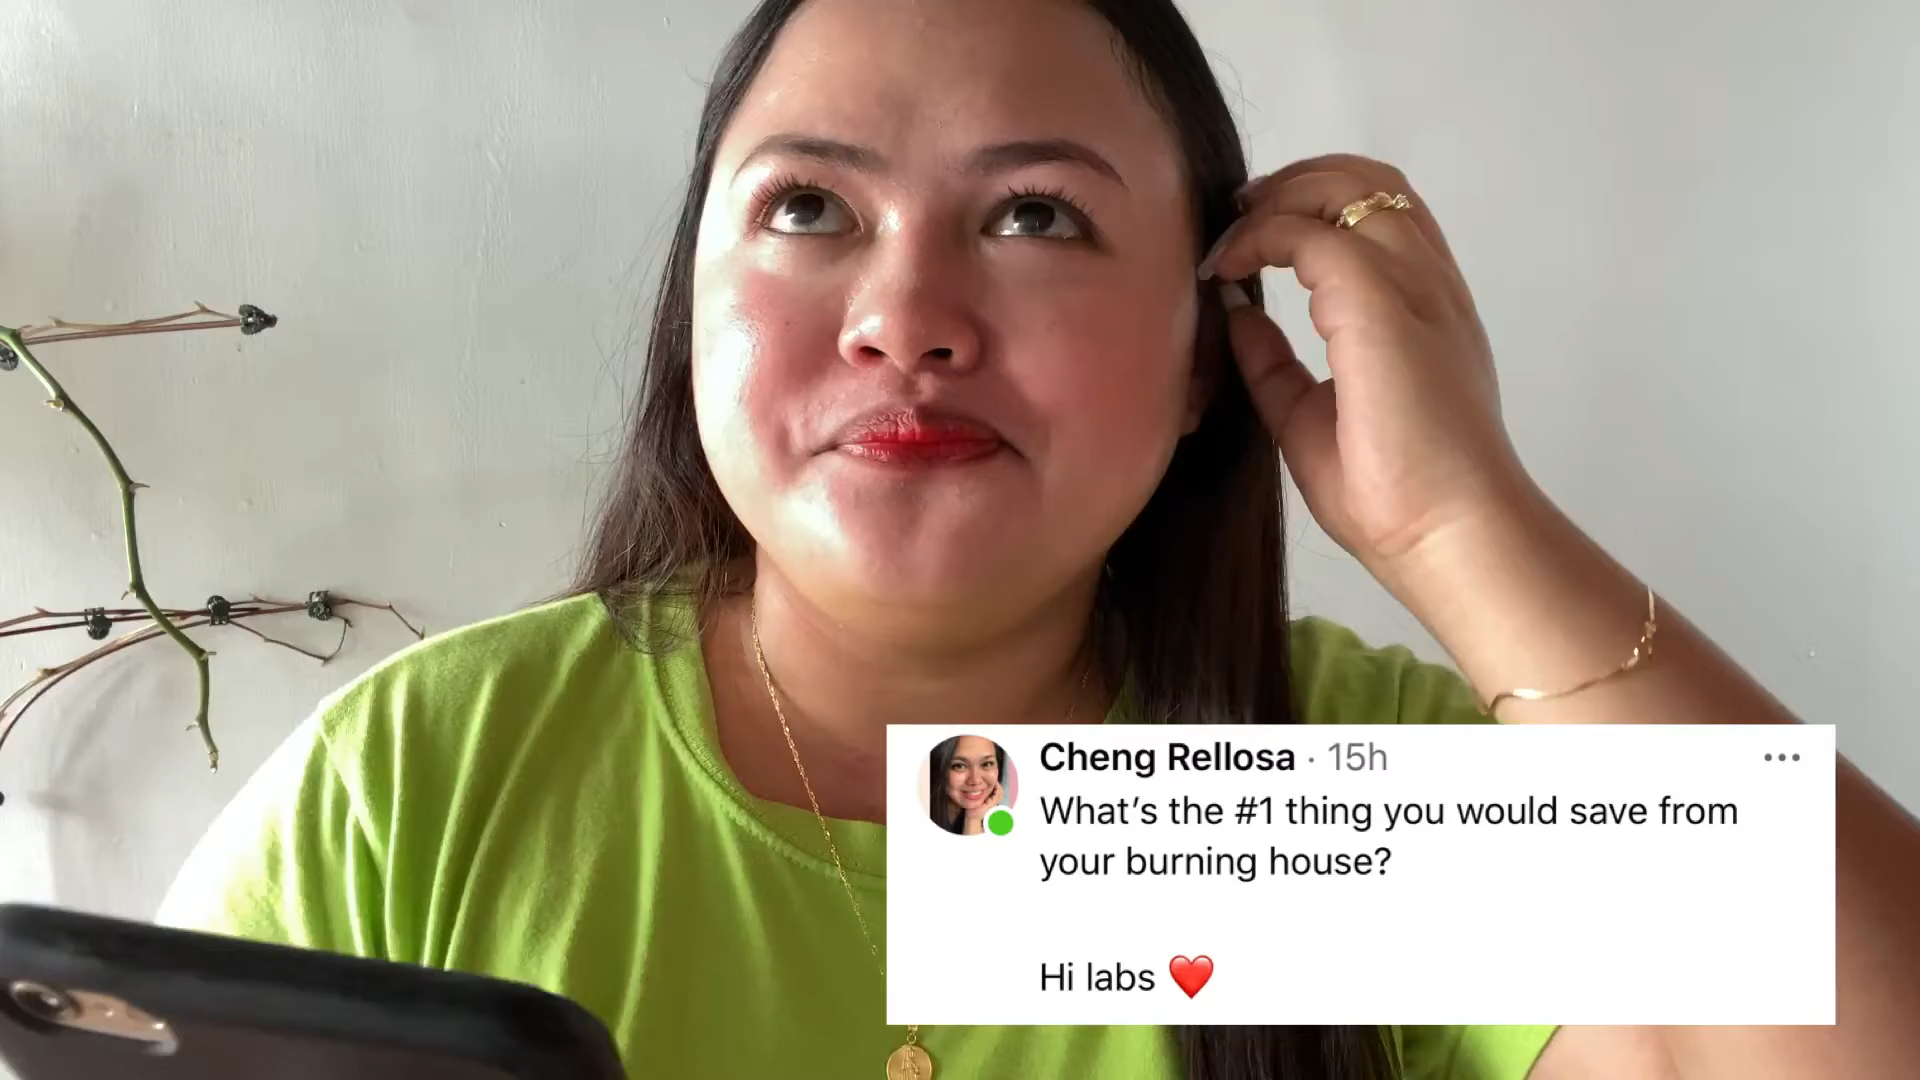 Cheng Rellosa · 15h
What's the #1 thing you would save from
your burning house?
Hi labs ❤️